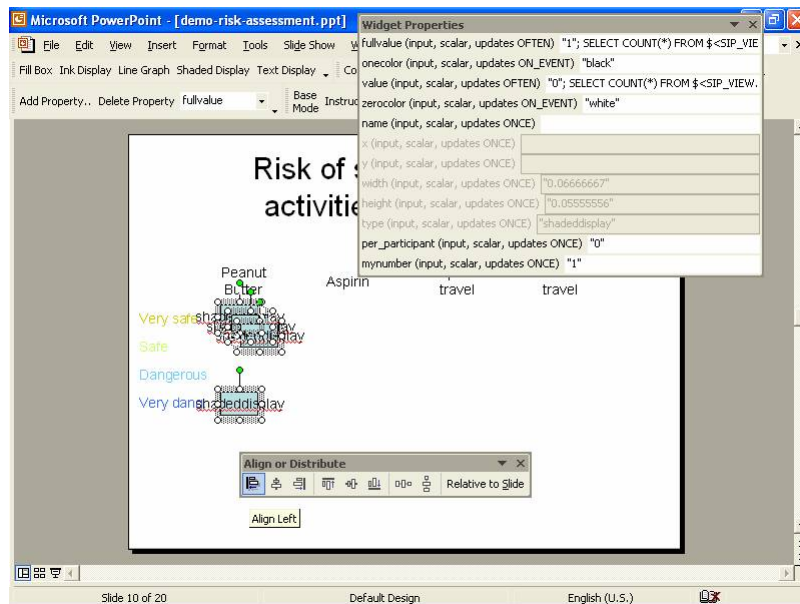 Microsoft PowerPoint - [demo-risk-assessment.ppt]
File Edit View Insert Format Tools Slide Show
Fill Box Ink Display Line Graph Shaded Display Text Display
Add Property.. Delete Property fullvalue Base Mode
Widget Properties
fullvalue (input, scalar, updates OFTEN) "1"; SELECT COUNT(*) FROM $<SIP_VIE
onecolor (input, scalar, updates ON_EVENT) "black"
value (input, scalar, updates OFTEN) "0"; SELECT COUNT(*) FROM $<SIP_VIEW.
zerocolor (input, scalar, updates ON_EVENT) "white"
name (input, scalar, updates ONCE)
x (input, scalar, updates ONCE)
y (input, scalar, updates ONCE)
width (input, scalar, updates ONCE) "0.06666667"
height (input, scalar, updates ONCE) "0.05555556"
type (input, scalar, updates ONCE) "shadeddisplay"
per_participant (input, scalar, updates ONCE) "0"
mynumber (input, scalar, updates ONCE) "1"
Risk of
Peanut
Butter
Aspirin
travel
travel
Very safe
Safe
Dangerous
Very dang
shadeddisplay
Align or Distribute
Relative to Slide
Align Left
Slide 10 of 20
Default Design
English (U.S.)